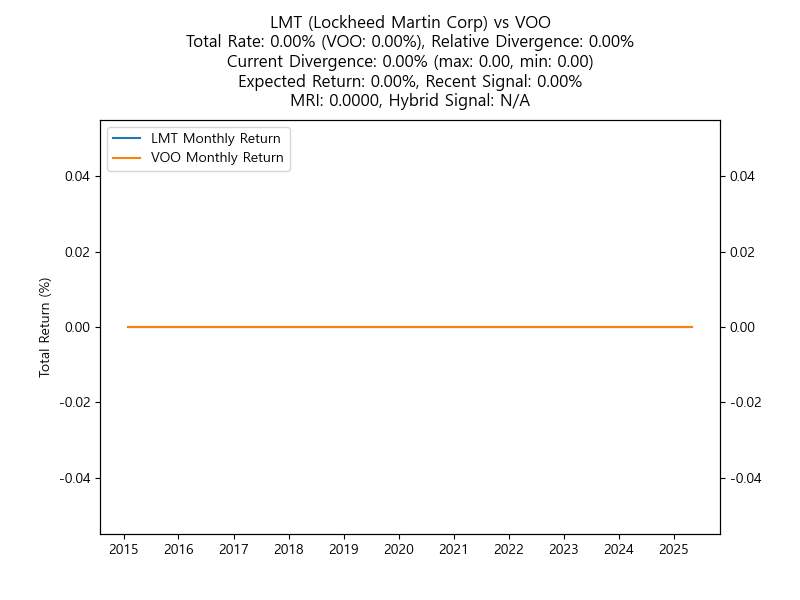 LMT (Lockheed Martin Corp) vs VOO
Total Rate: 0.00% (VOO: 0.00%), Relative Divergence: 0.00%
Current Divergence: 0.00% (max: 0.00, min: 0.00)
Expected Return: 0.00%, Recent Signal: 0.00%
MRI: 0.0000, Hybrid Signal: N/A
LMT Monthly Return
VOO Monthly Return
Total Return (%)
0.04
0.02
0.00
-0.02
-0.04
0.04
0.02
0.00
-0.02
-0.04
2015 2016 2017 2018 2019 2020 2021 2022 2023 2024 2025